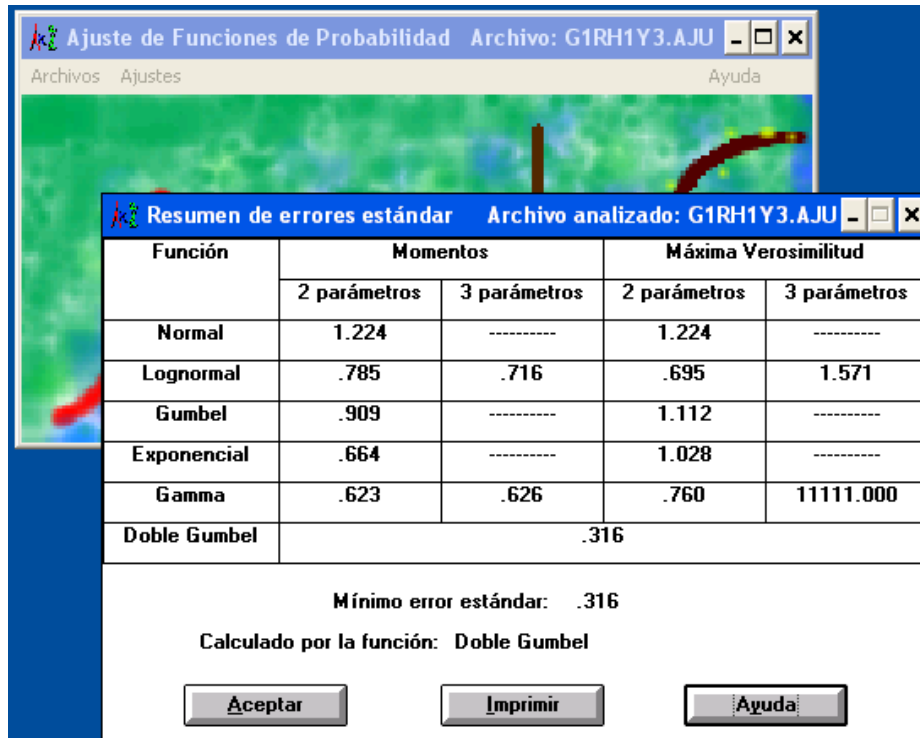 Ajuste de Funciones de Probabilidad Archivo: G1RH1Y3.AJU
Archivos Ajustes Ayuda
Resumen de errores estándar Archivo analizado: G1RH1Y3.AJU
Función Momentos Máxima Verosimilitud
2 parámetros 3 parámetros 2 parámetros 3 parámetros
Normal 1.224 ---------- 1.224 ----------
Lognormal .785 .716 .695 1.571
Gumbel .909 ---------- 1.112 ----------
Exponencial .664 ---------- 1.028 ----------
Gamma .623 .626 .760 11111.000
Doble Gumbel .316
Mínimo error estándar: .316
Calculado por la función: Doble Gumbel
Aceptar Imprimir Ayuda